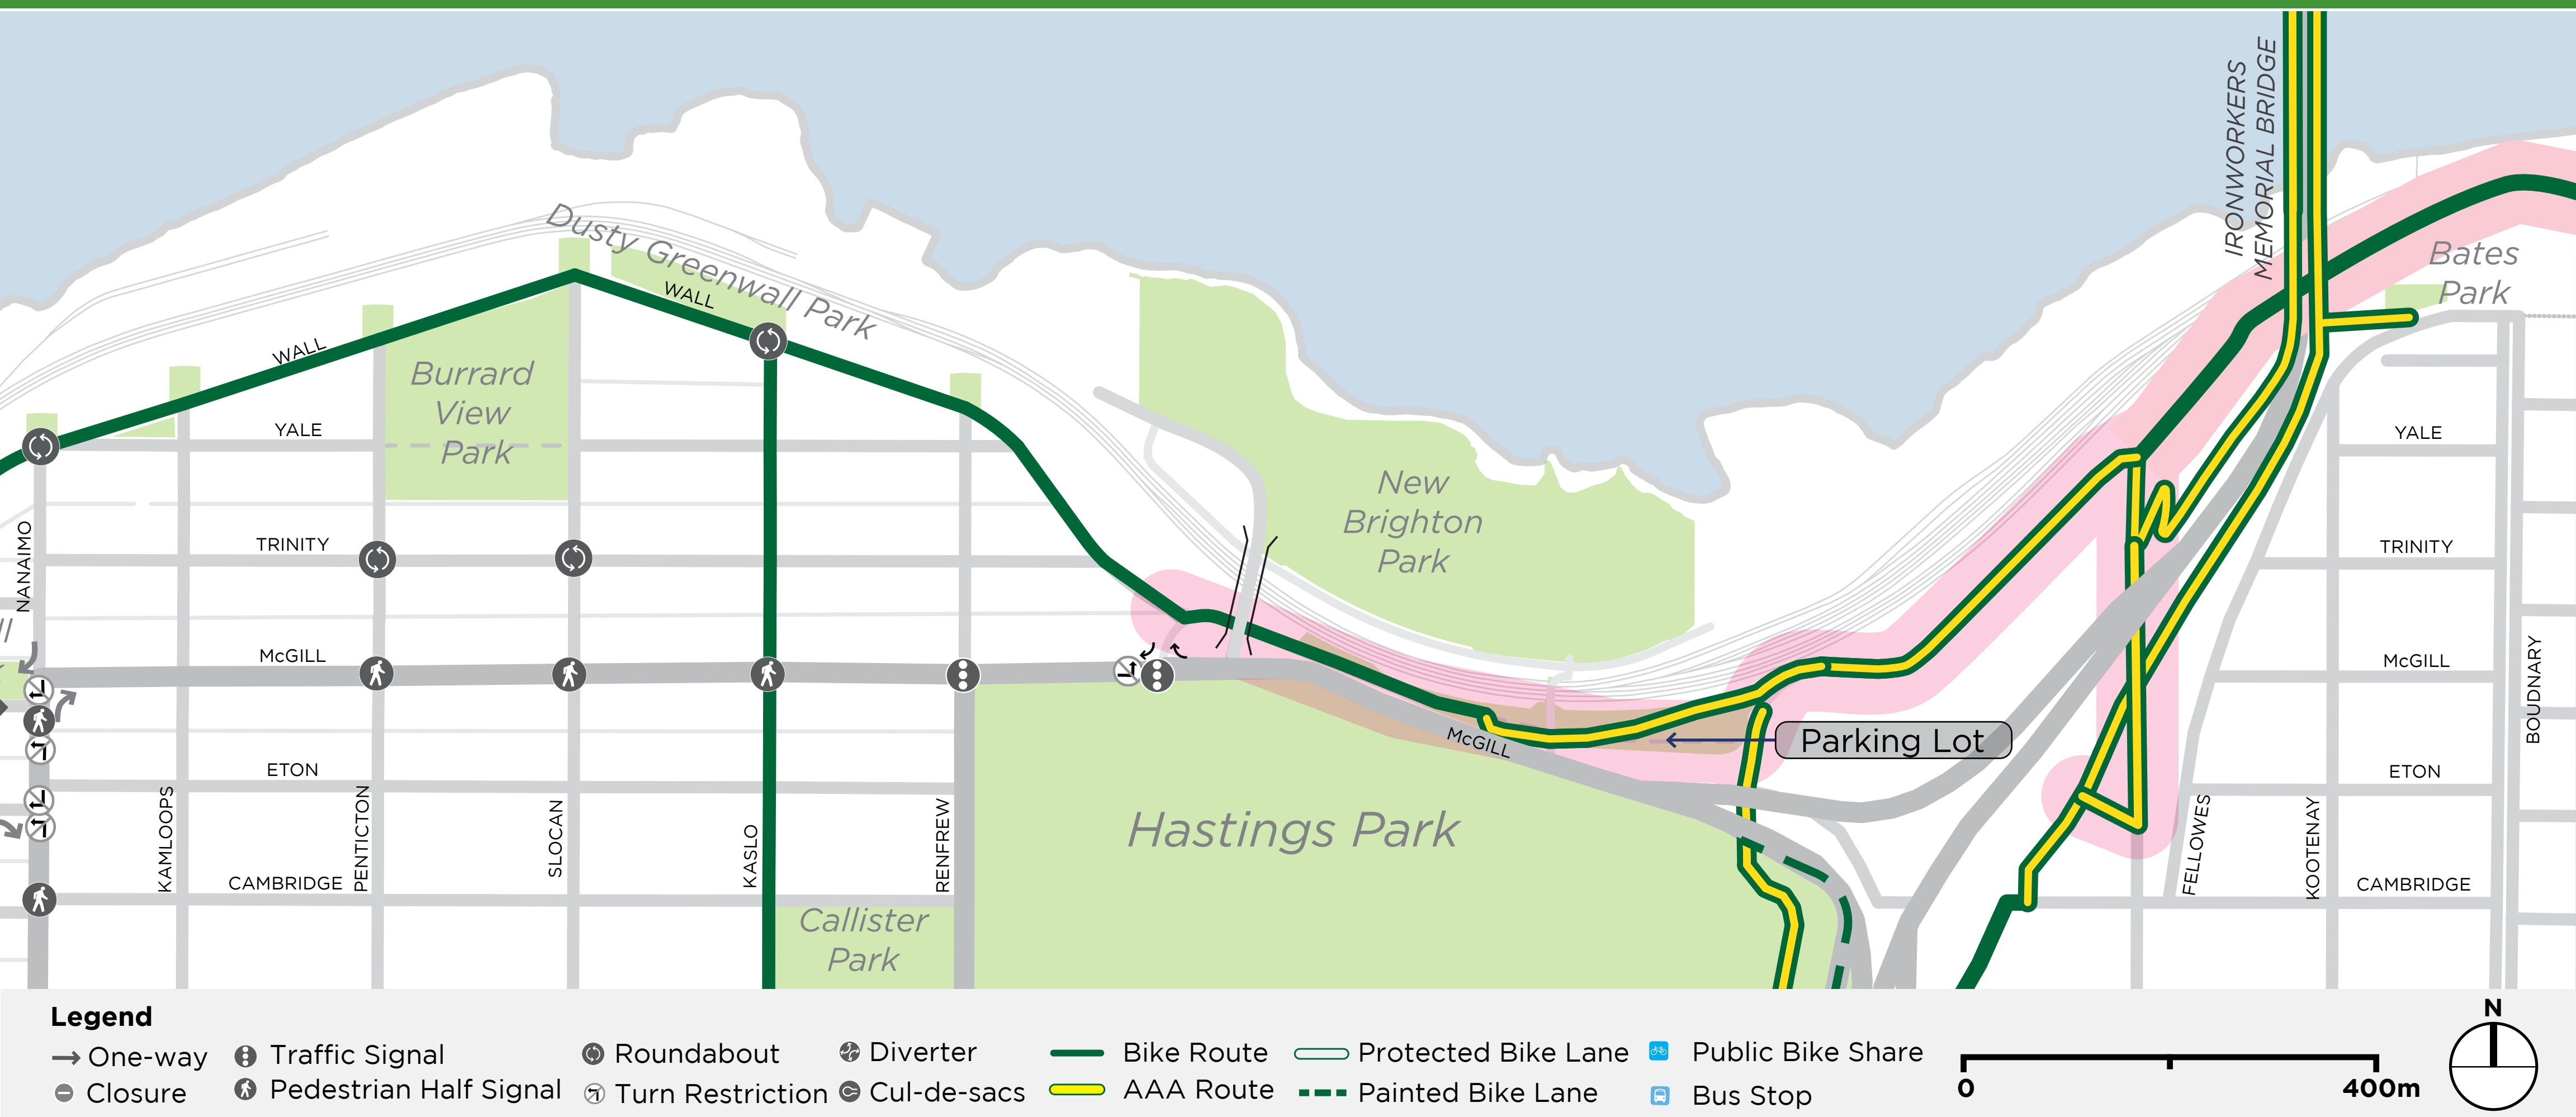 IRONWORKERS
MEMORIAL BRIDGE
Dusty Greenwall Park
Bates
Park
WALL
WALL
Burrard
View
Park
YALE
YALE
New
Brighton
Park
NANAIMO
TRINITY
TRINITY
McGILL
McGILL
McGILL
BOUDNARY
Parking Lot
ETON
ETON
KAMLOOPS
PENTICTON
SLOCAN
KASLO
RENFREW
Hastings Park
FELLOWES
KOOTENAY
CAMBRIDGE
CAMBRIDGE
Callister
Park
ll
Legend
One-way
Traffic Signal
Roundabout
Diverter
Bike Route
Protected Bike Lane
Public Bike Share
Closure
Pedestrian Half Signal
Turn Restriction
Cul-de-sacs
AAA Route
Painted Bike Lane
Bus Stop
0
400m
N